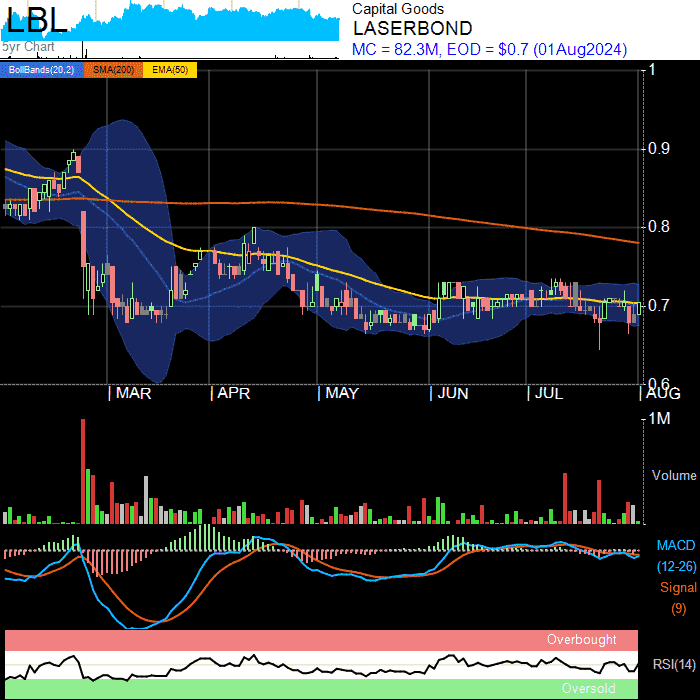 LBL
5yr Chart
Capital Goods
LASERBOND
MC = 82.3M, EOD = $0.7 (01Aug2024)
BollBands(20,2) SMA(200) EMA(50)
1
0.9
0.8
0.7
0.6
MAR APR MAY JUN JUL AUG
1M
Volume
MACD
(12-26)
Signal
(9)
Overbought
RSI(14)
Oversold